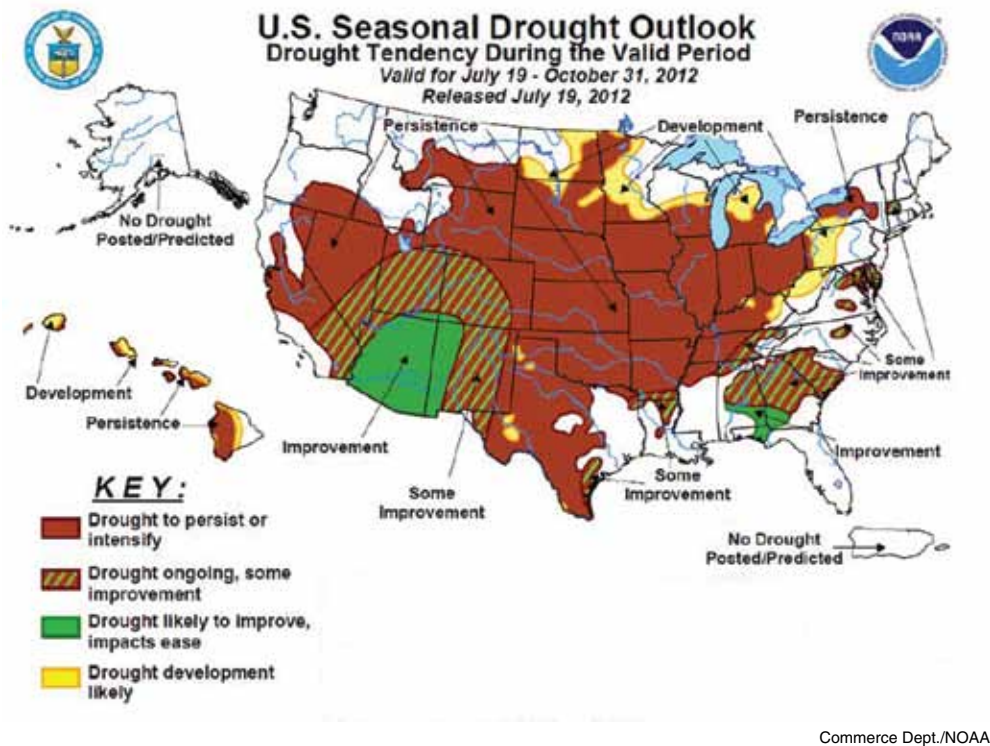 U.S. Seasonal Drought Outlook
Drought Tendency During the Valid Period
Valid for July 19 - October 31, 2012
Released July 19, 2012
NOAA
Persistence
Development
Persistence
No Drought
Posted/Predicted
Development
Persistence
Improvement
Some
Improvement
Some
Improvement
Some
Improvement
Improvement
No Drought
Posted/Predicted
KEY:
Drought to persist or
intensify
Drought ongoing, some
improvement
Drought likely to improve,
impacts ease
Drought development
likely
Commerce Dept./NOAA